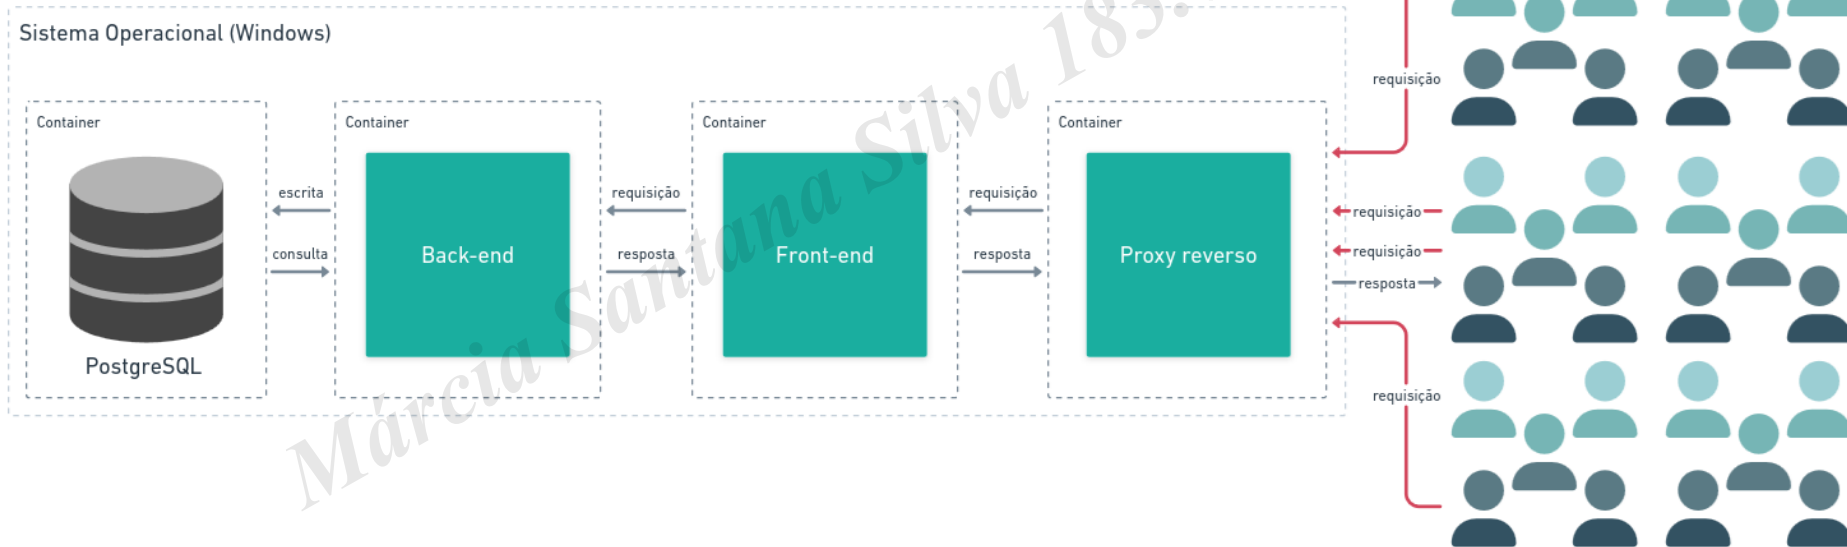 Sistema Operacional (Windows)
Container
Container
Container
Container
PostgreSQL
escrita
consulta
Back-end
requisição
resposta
Front-end
requisição
resposta
Proxy reverso
requisição
requisição
requisição
resposta
requisição
Márcia Santana Silva 183.